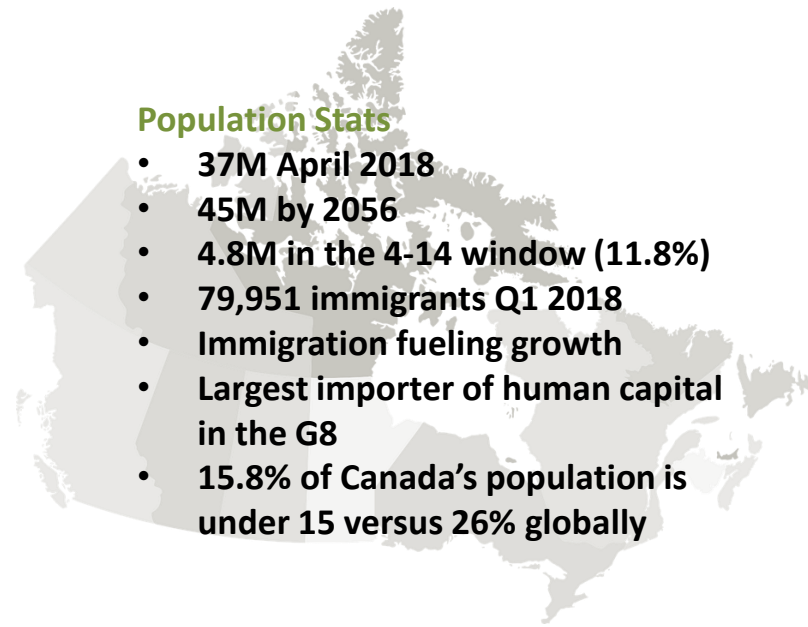 Population Stats
• 37M April 2018
• 45M by 2056
• 4.8M in the 4-14 window (11.8%)
• 79,951 immigrants Q1 2018
• Immigration fueling growth
• Largest importer of human capital
in the G8
• 15.8% of Canada’s population is
under 15 versus 26% globally